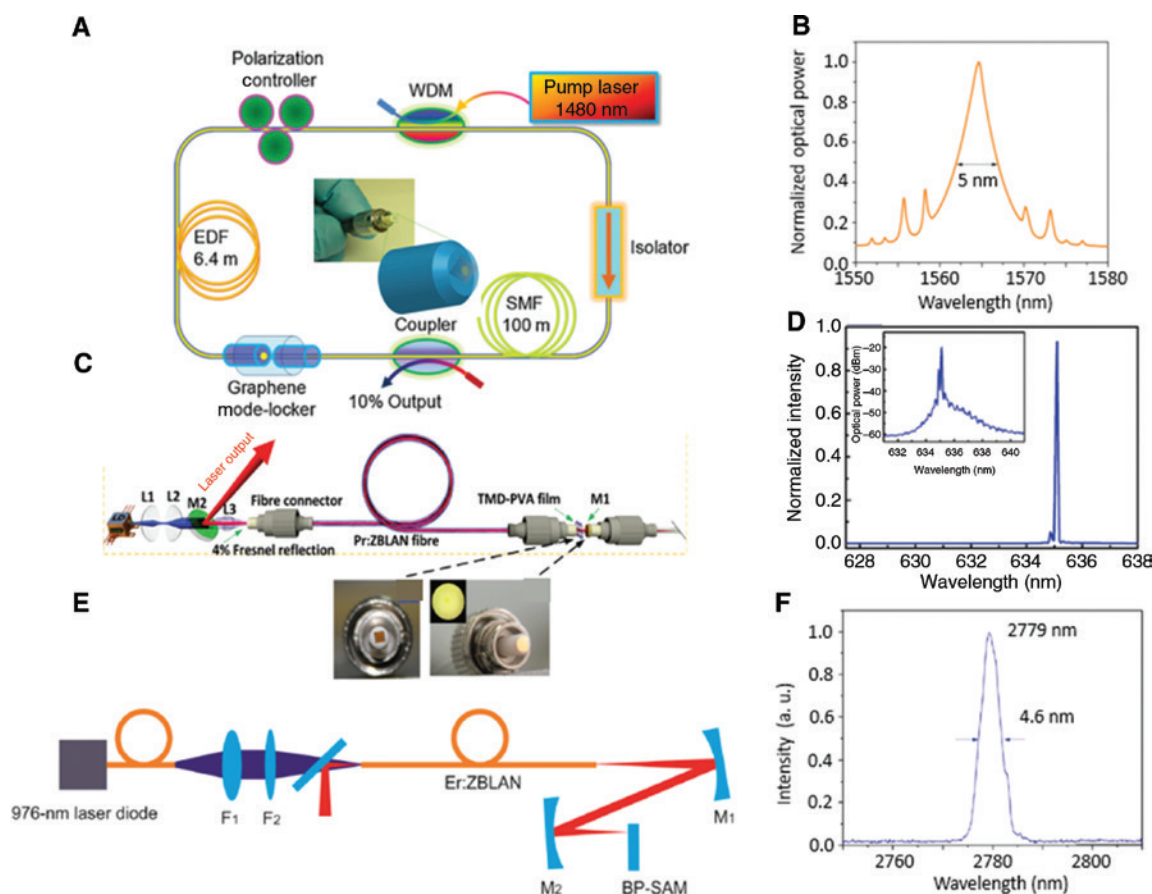 A
Polarization
controller
WDM
Pump laser
1480 nm
EDF
6.4 m
Isolator
SMF
100 m
Coupler
Graphene
mode-locker
10% Output
B
Normalized optical power
1.0
0.8
0.6
0.4
0.2
0.0
5 nm
1550
1560
1570
1580
Wavelength (nm)
C
Laser output
L1
L2
M2
L3
LD
Fibre connector
4% Fresnel reflection
Pr:ZBLAN fibre
TMD-PVA film
M1
D
Normalized intensity
1.0
0.8
0.6
0.4
0.2
0.0
Optical power (dBm)
−20
−30
−40
−50
−60
632
634
636
638
640
Wavelength (nm)
628
630
632
634
636
638
Wavelength (nm)
E
976-nm laser diode
F1
F2
Er:ZBLAN
M1
M2
BP-SAM
F
Intensity (a. u.)
1.0
0.8
0.6
0.4
0.2
0.0
2779 nm
4.6 nm
2760
2780
2800
Wavelength (nm)